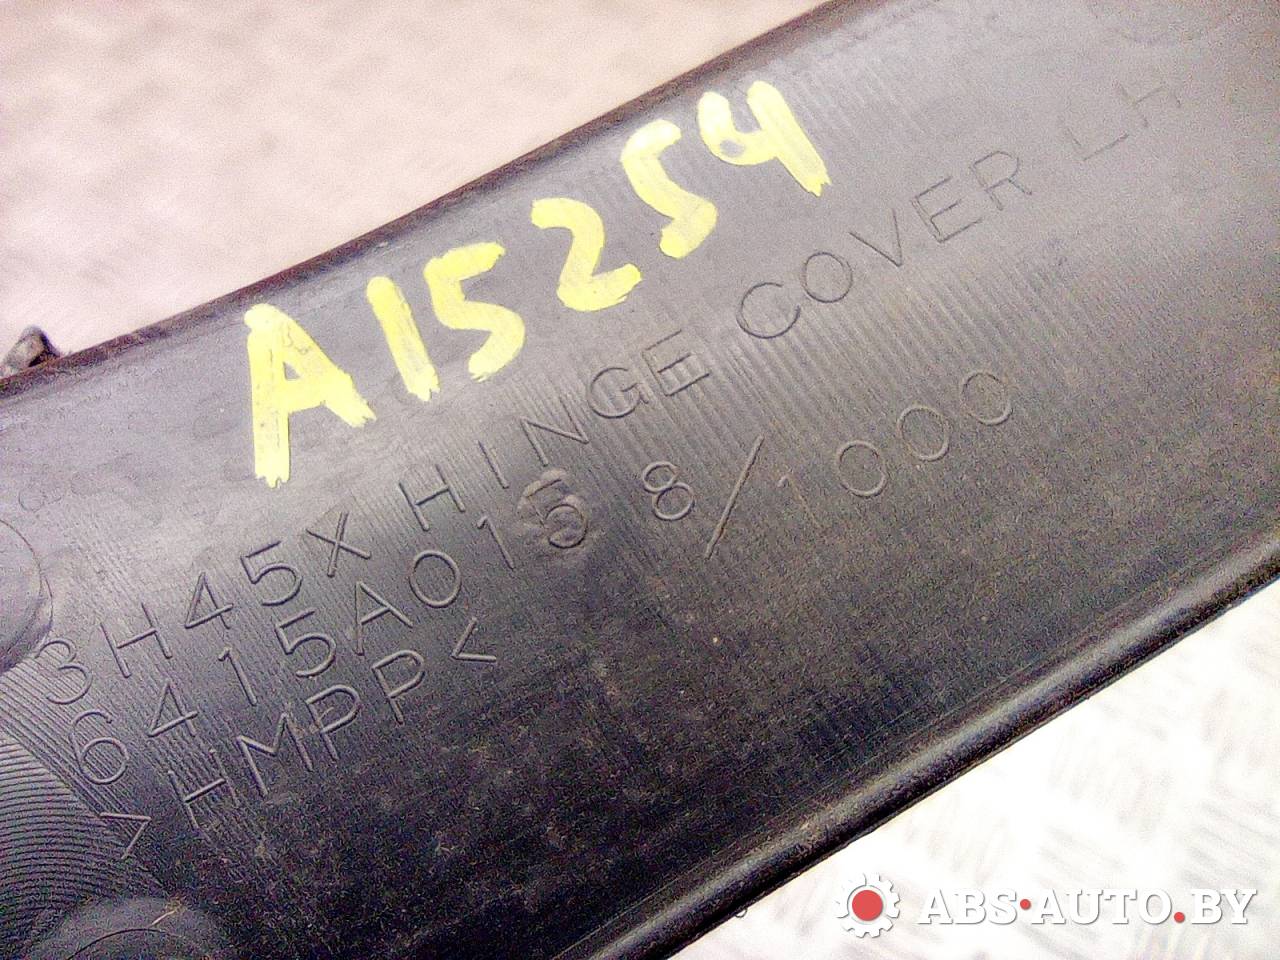 A15254
3H45X HINGE COVER LH
6415A015 8/1000
>HMPP<
ABS-AUTO.BY